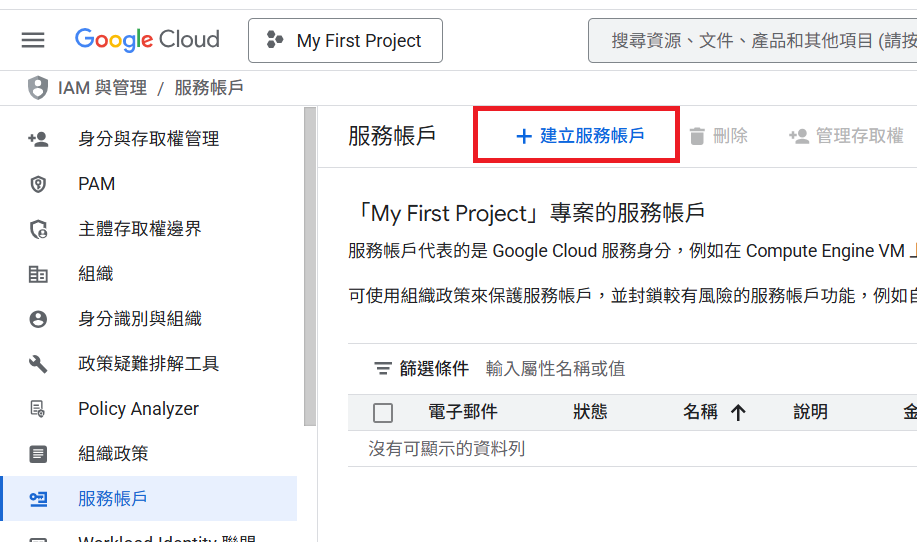 Google Cloud
My First Project
搜尋資源、文件、產品和其他項目 (請按
IAM 與管理 / 服務帳戶
身分與存取權管理
PAM
主體存取權邊界
組織
身分識別與組織
政策疑難排解工具
Policy Analyzer
組織政策
服務帳戶
Workload Identity 聯盟
服務帳戶
+ 建立服務帳戶
刪除
管理存取權
「My First Project」專案的服務帳戶
服務帳戶代表的是 Google Cloud 服務身分，例如在 Compute Engine VM 上
可使用組織政策來保護服務帳戶，並封鎖較有風險的服務帳戶功能，例如自
篩選條件 輸入屬性名稱或值
電子郵件 狀態 名稱 ↑ 說明 金
沒有可顯示的資料列